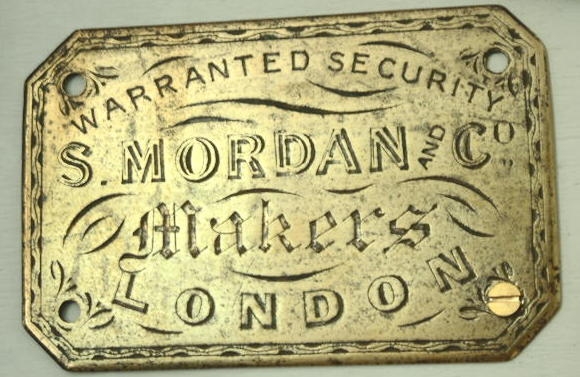 WARRANTED SECURITY
S. MORDAN AND CO
Makers
LONDON